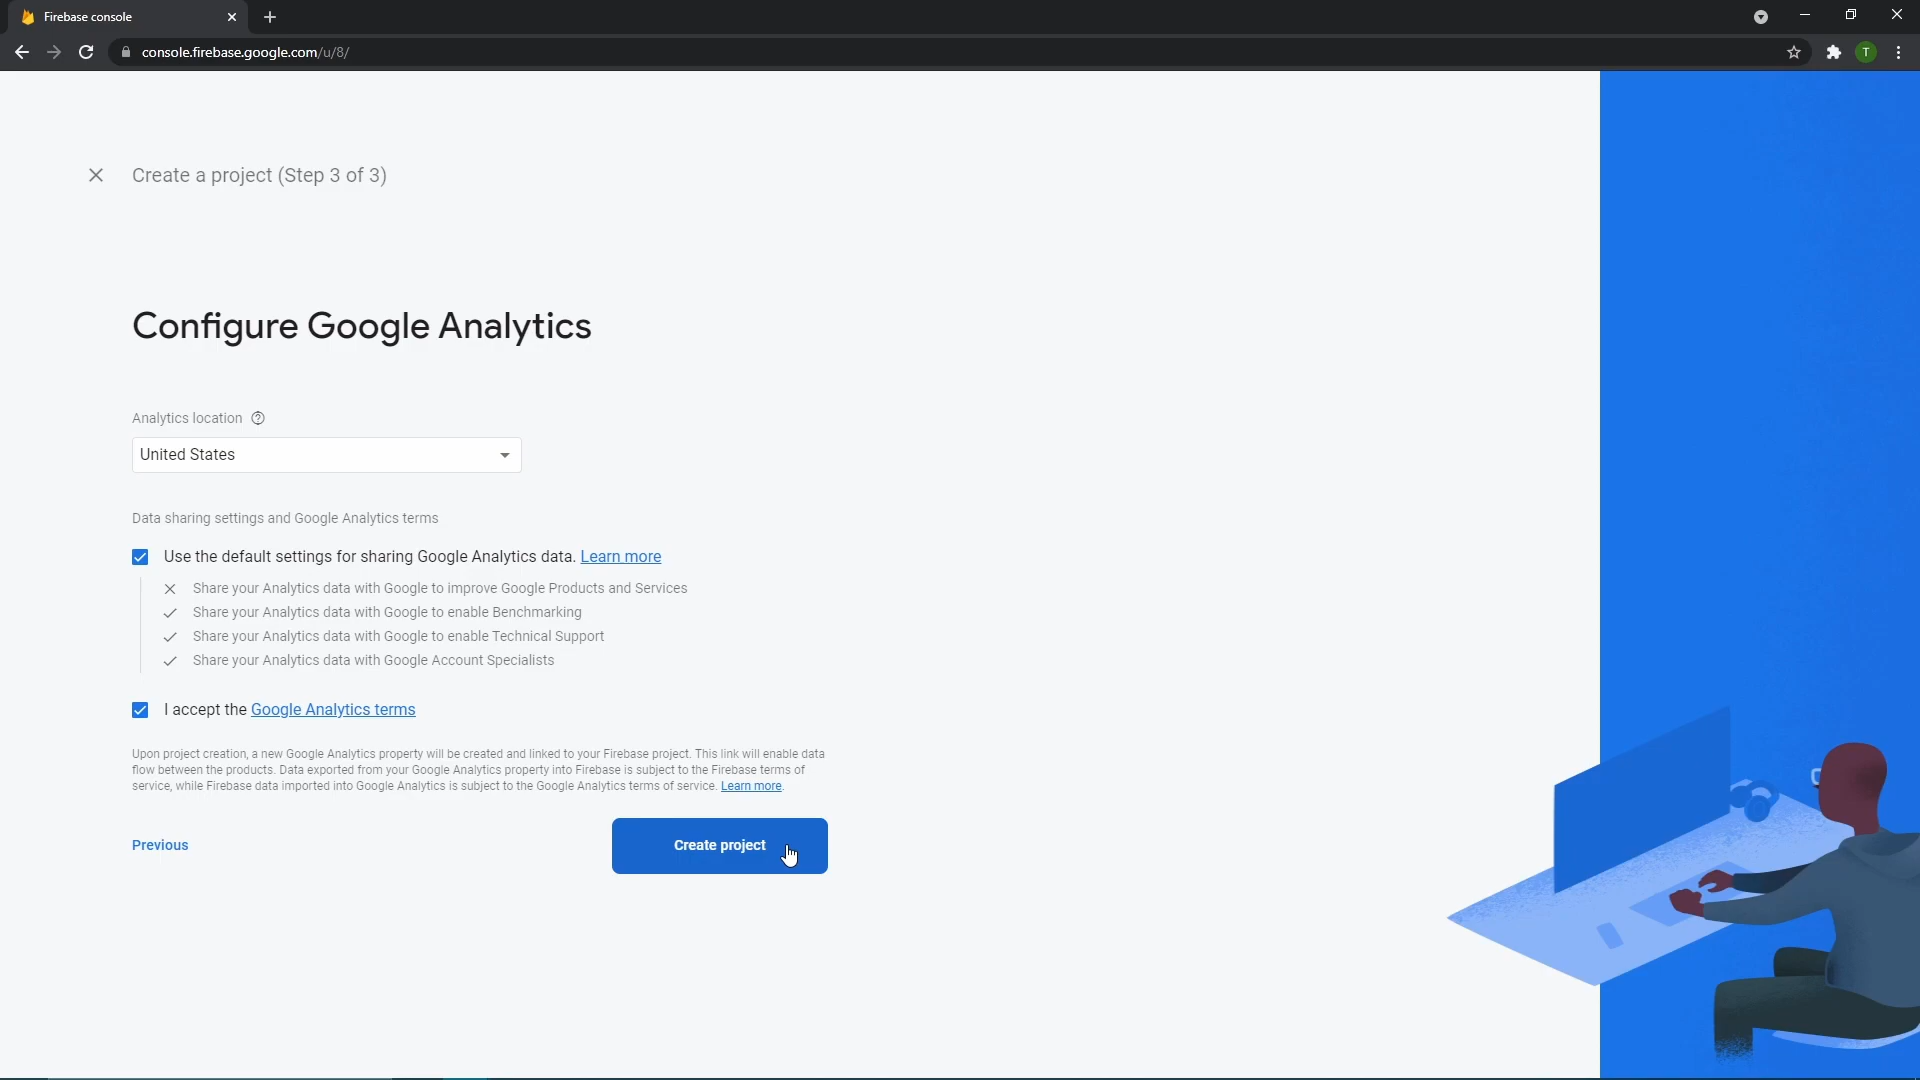 Firebase console
console.firebase.google.com/u/8/
T
Create a project (Step 3 of 3)
Configure Google Analytics
Analytics location
United States
Data sharing settings and Google Analytics terms
Use the default settings for sharing Google Analytics data. Learn more
Share your Analytics data with Google to improve Google Products and Services
Share your Analytics data with Google to enable Benchmarking
Share your Analytics data with Google to enable Technical Support
Share your Analytics data with Google Account Specialists
I accept the Google Analytics terms
Upon project creation, a new Google Analytics property will be created and linked to your Firebase project. This link will enable data
flow between the products. Data exported from your Google Analytics property into Firebase is subject to the Firebase terms of
service, while Firebase data imported into Google Analytics is subject to the Google Analytics terms of service. Learn more.
Previous
Create project